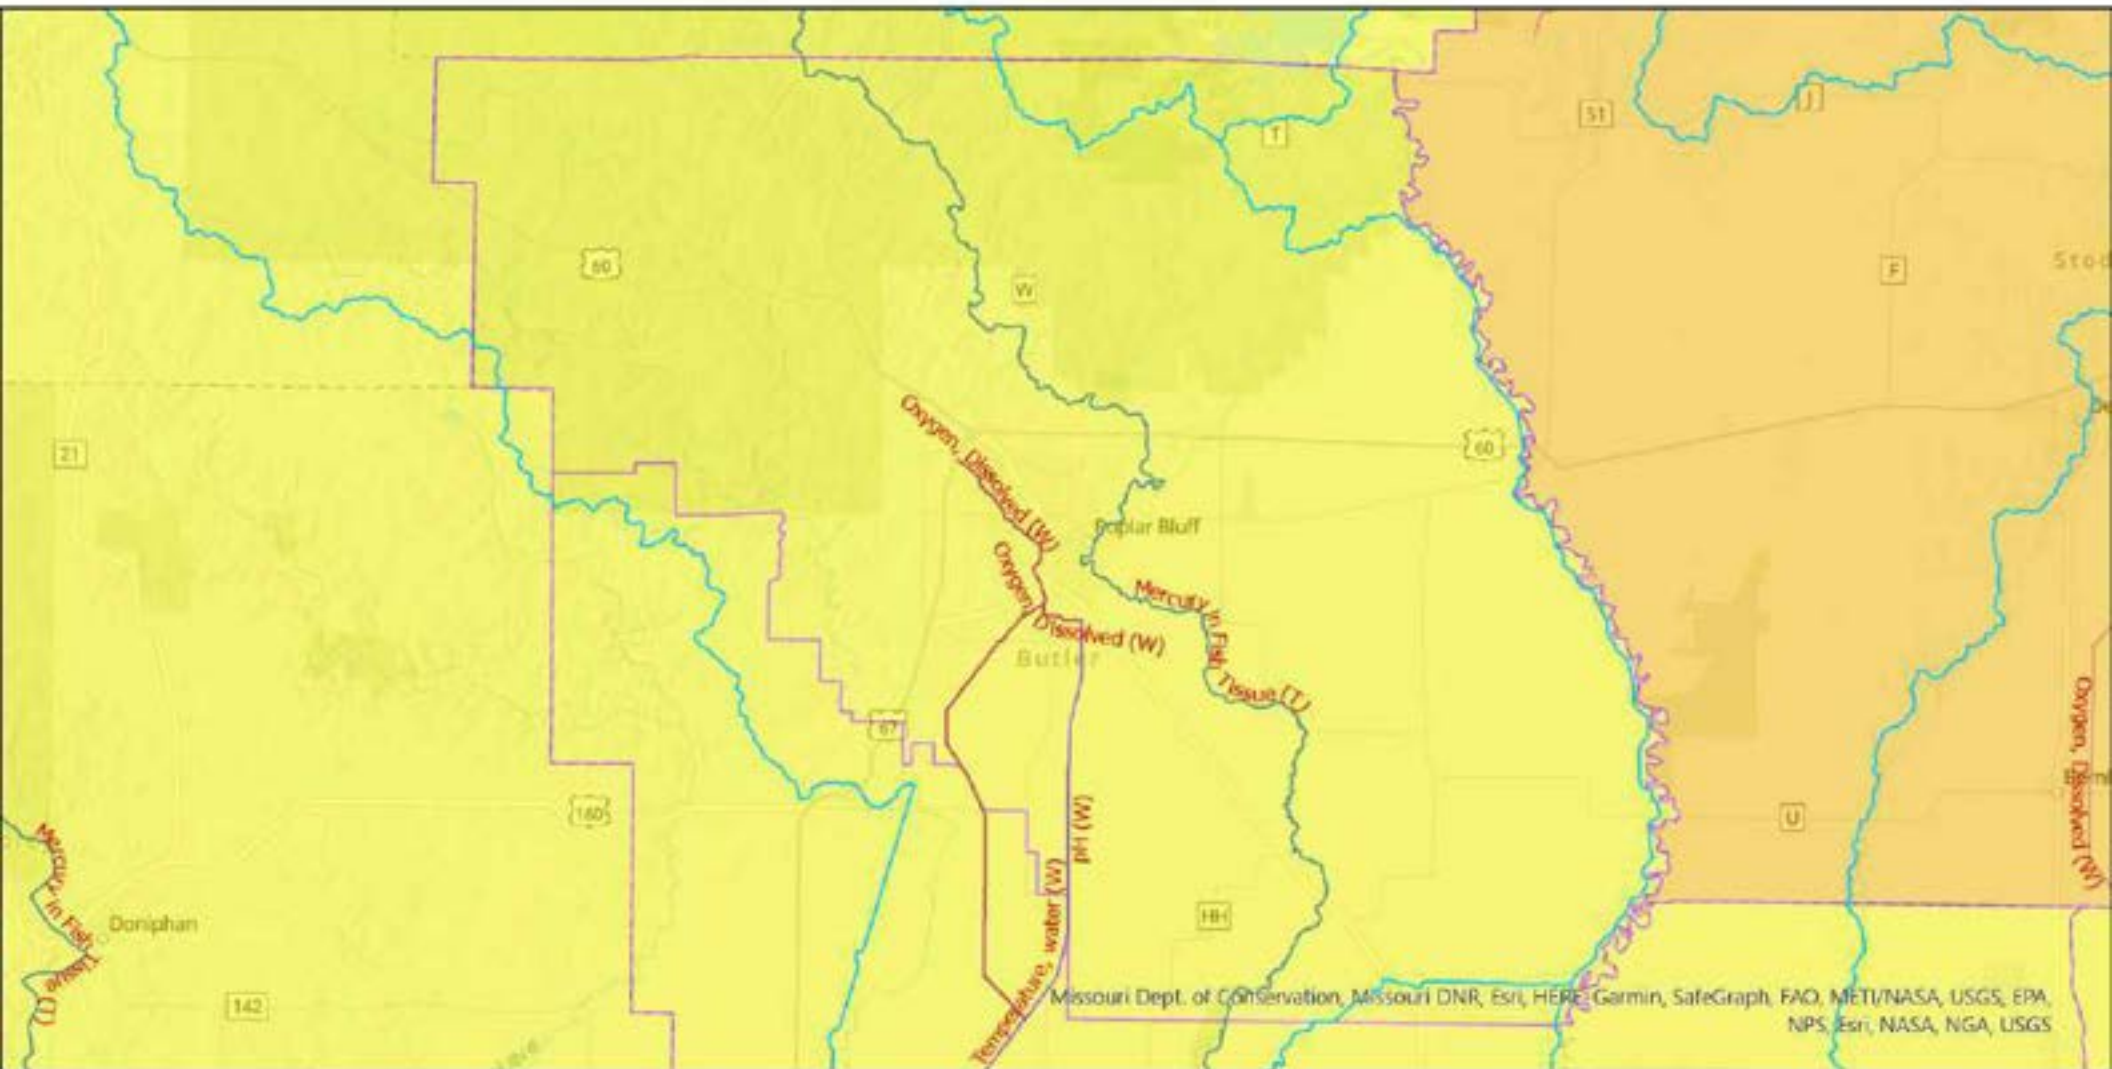 51
J
T
60
W
F
Stod
60
21
Oxygen, Dissolved (W)
Poplar Bluff
Oxygen, Dissolved (W)
Mercury in Fish Tissue (T)
Butler
67
160
U
Oxygen, Dissolved (W)
pH (W)
Temperature, water (W)
Mercury in Fish Tissue (T)
Doniphan
HH
142
Missouri Dept. of Conservation, Missouri DNR, Esri, HERE, Garmin, SafeGraph, FAO, METI/NASA, USGS, EPA,
NPS, Esri, NASA, NGA, USGS